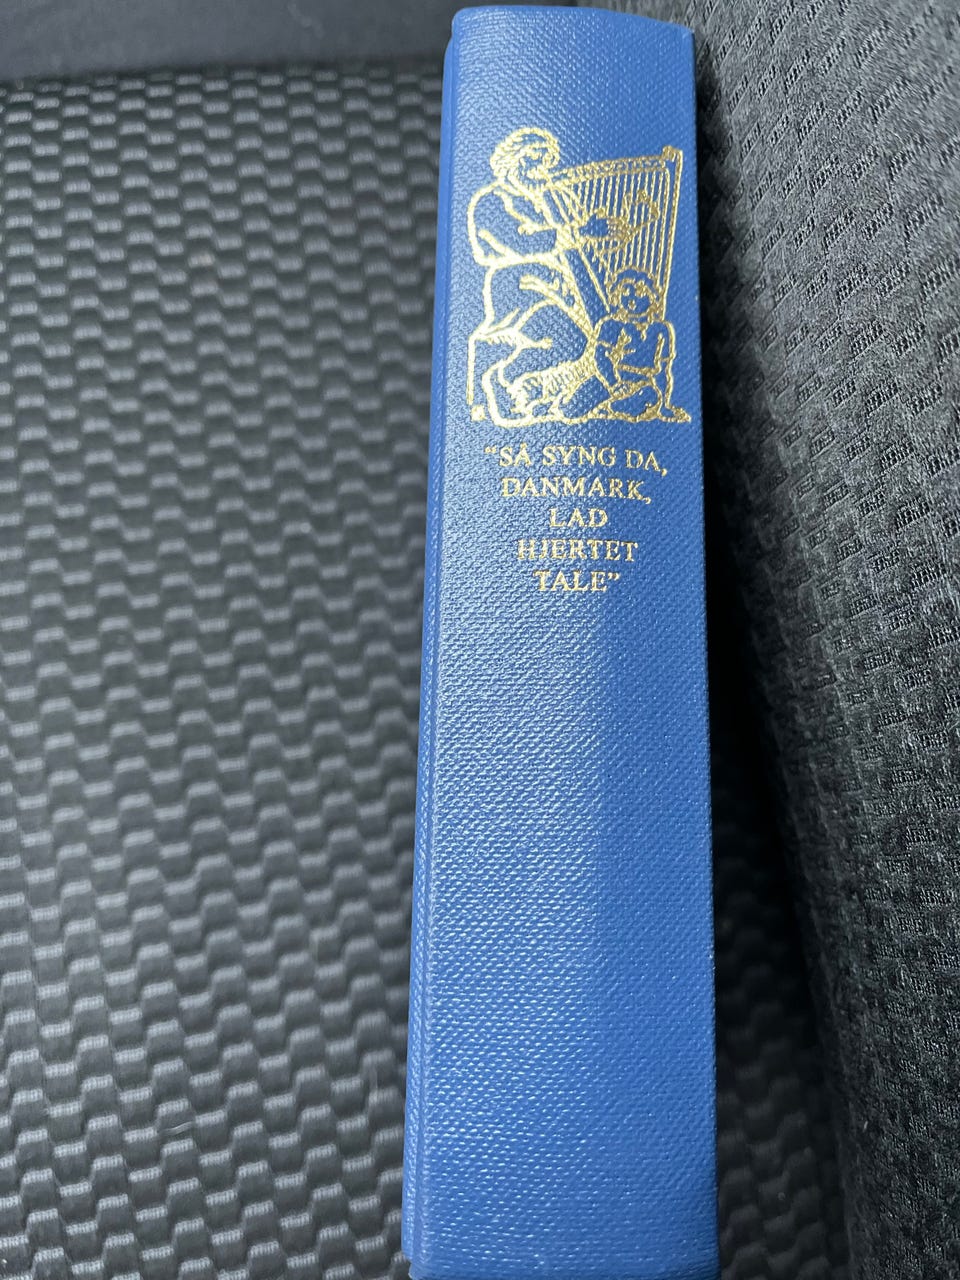 “SÅ SYNG DA,
DANMARK,
LAD
HJERTET
TALE”